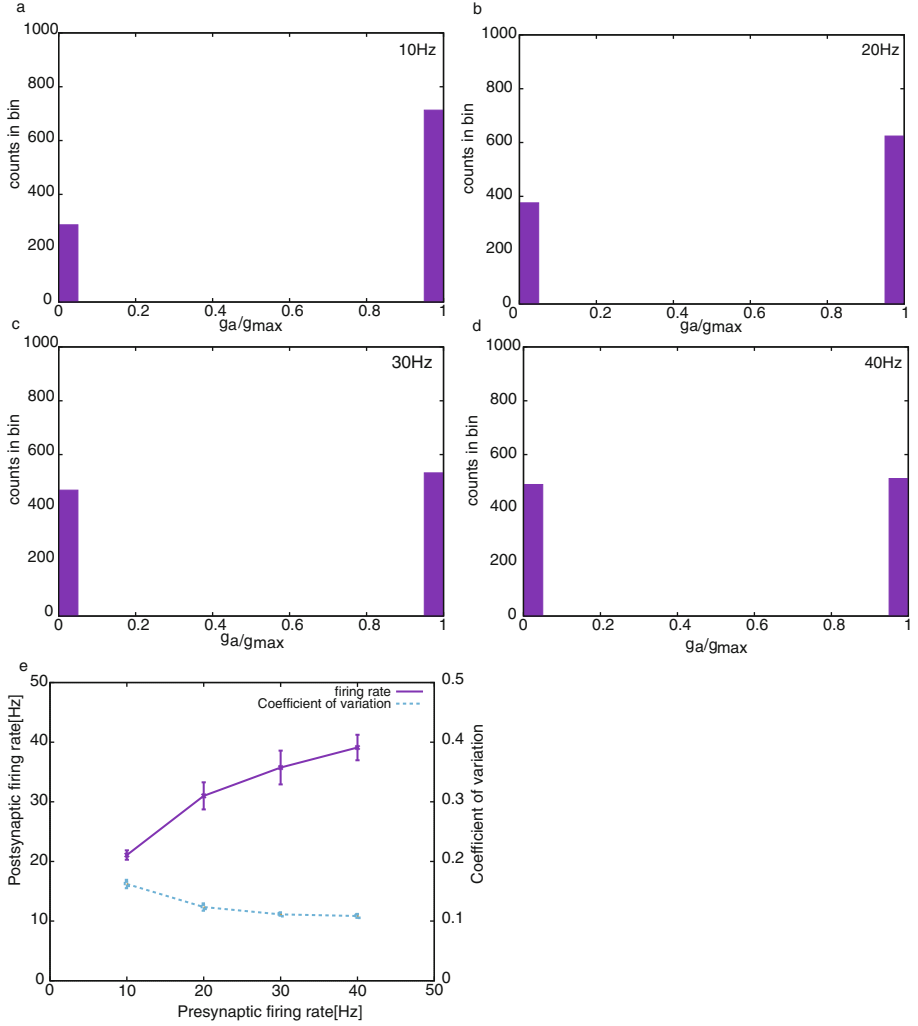 a
1000
800
600
400
200
0
counts in bin
10Hz
0 0.2 0.4 0.6 0.8 1
ga/gmax
b
1000
800
600
400
200
0
counts in bin
20Hz
0 0.2 0.4 0.6 0.8 1
ga/gmax
c
1000
800
600
400
200
0
counts in bin
30Hz
0 0.2 0.4 0.6 0.8 1
ga/gmax
d
1000
800
600
400
200
0
counts in bin
40Hz
0 0.2 0.4 0.6 0.8 1
ga/gmax
e
50
40
30
20
10
0
Postsynaptic firing rate[Hz]
firing rate
Coefficient of variation
0.5
0.4
0.3
0.2
0.1
0
Coefficient of variation
0 10 20 30 40 50
Presynaptic firing rate[Hz]